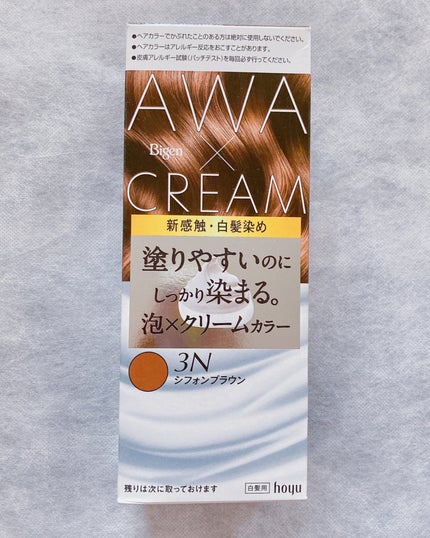 ●ヘアカラーでかぶれたことのある方は絶対に使用しないでください。
●ヘアカラーはアレルギー反応をおこすことがあります。
●皮膚アレルギー試験(パッチテスト)を毎回必ず行ってください。
AWA
Bigen ×
CREAM
新感触・白髪染め
塗りやすいのに
しっかり染まる。
泡×クリームカラー
3N
シフォンブラウン
残りは次に取っておけます
白髪用 hoyu